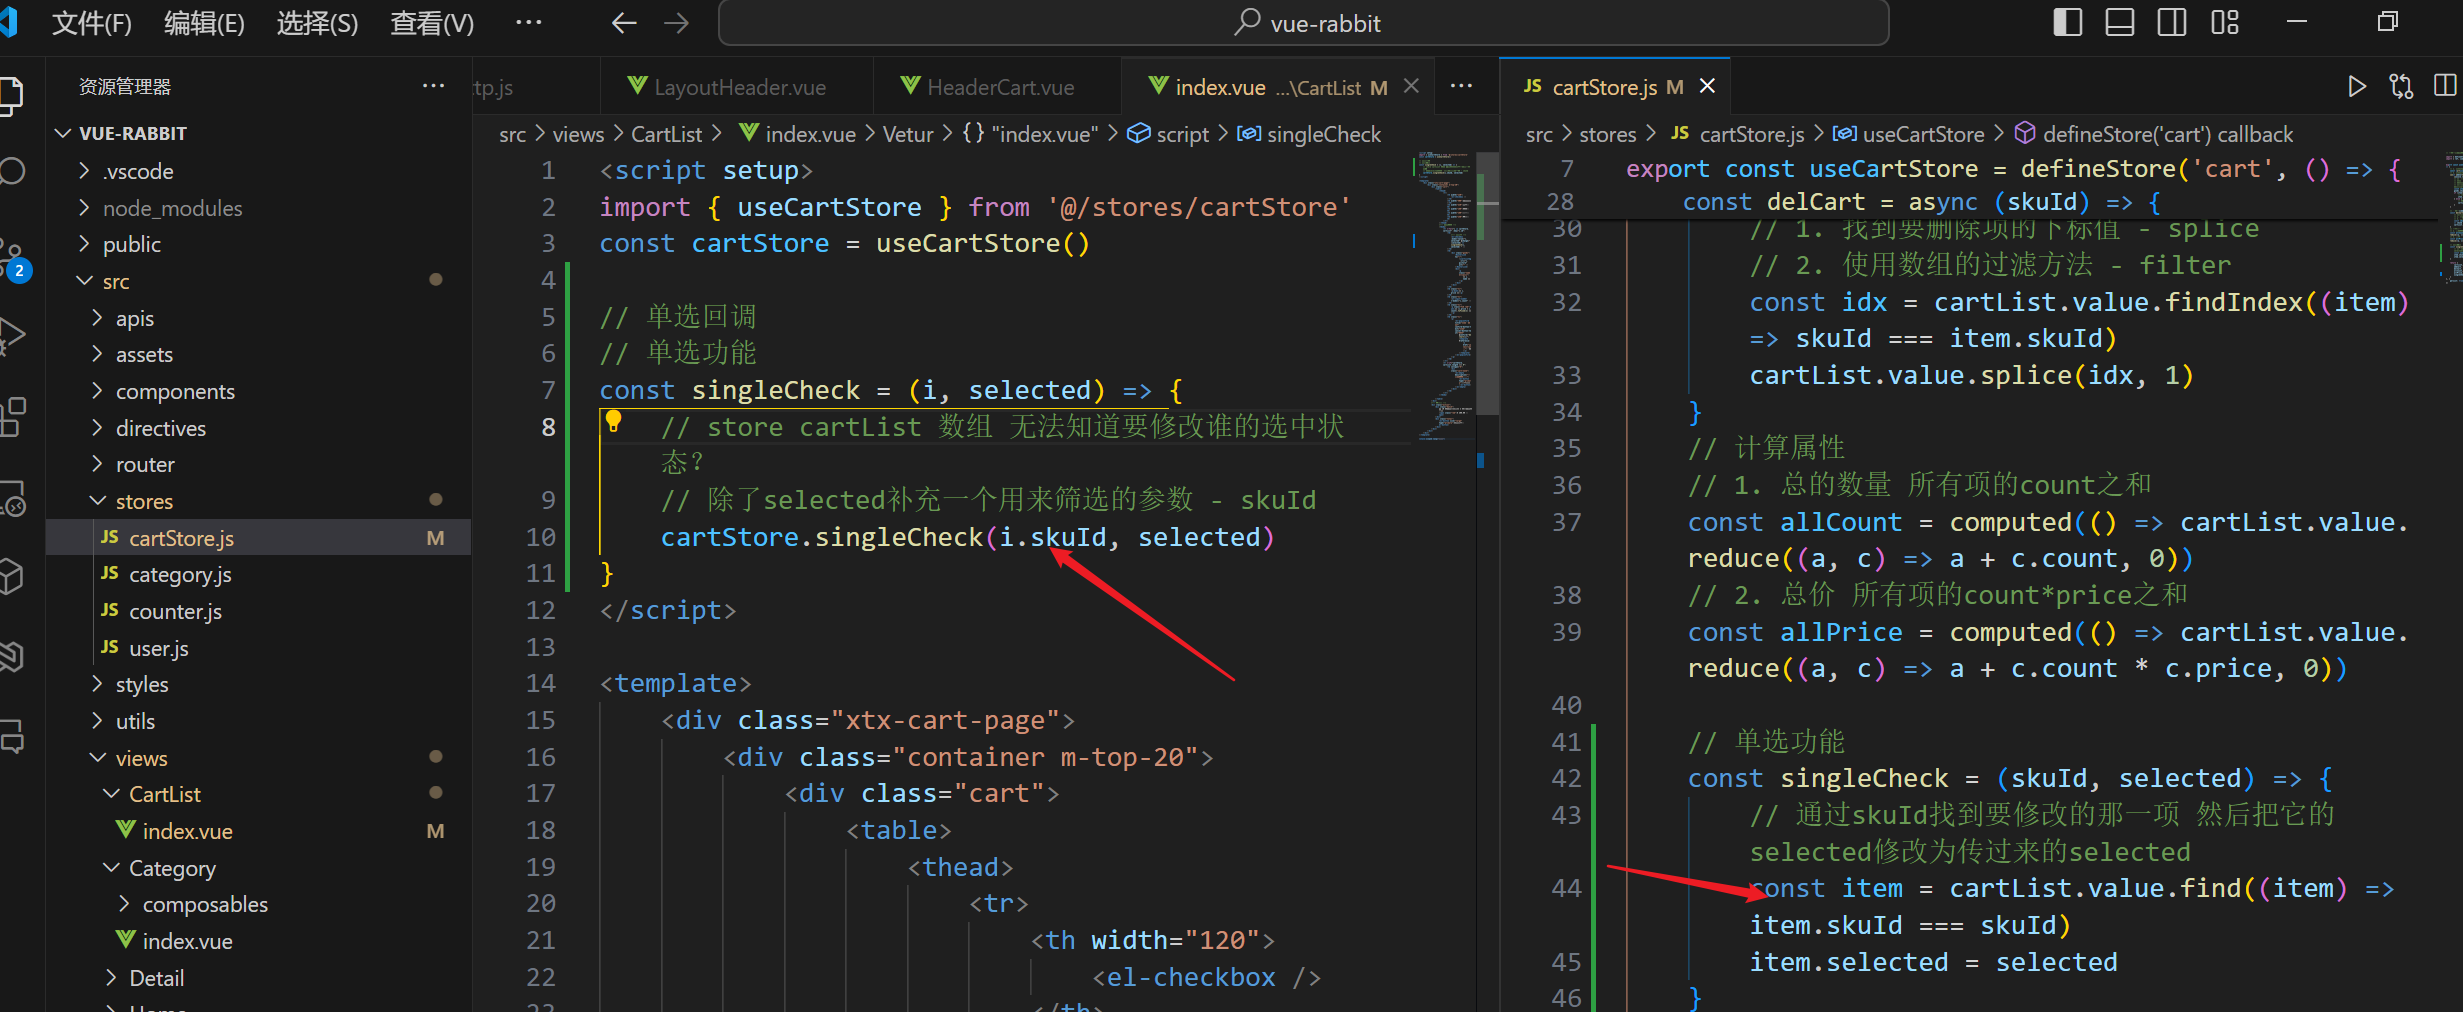 文件(F) 编辑(E) 选择(S) 查看(V) ··· vue-rabbit
资源管理器 ···
VUE-RABBIT
.vscode
node_modules
public
2
src
apis
assets
components
directives
router
stores
JS cartStore.js M
JS category.js
JS counter.js
JS user.js
styles
utils
views
CartList
index.vue M
Category
composables
index.vue
Detail
tp.js LayoutHeader.vue HeaderCart.vue index.vue ...\CartList M ···
src > views > CartList > index.vue > Vetur > {} "index.vue" > script > singleCheck
1 <script setup>
2 import { useCartStore } from '@/stores/cartStore'
3 const cartStore = useCartStore()
4
5 // 单选回调
6 // 单选功能
7 const singleCheck = (i, selected) => {
8 // store cartList 数组 无法知道要修改谁的选中状
态?
9 // 除了selected补充一个用来筛选的参数 - skuId
10 cartStore.singleCheck(i.skuId, selected)
11 }
12 </script>
13
14 <template>
15 <div class="xtx-cart-page">
16 <div class="container m-top-20">
17 <div class="cart">
18 <table>
19 <thead>
20 <tr>
21 <th width="120">
22 <el-checkbox />
JS cartStore.js M
src > stores > JS cartStore.js > useCartStore > defineStore('cart') callback
7 export const useCartStore = defineStore('cart', () => {
28 const delCart = async (skuId) => {
30 // 1. 找到要删除项的下标值 - splice
31 // 2. 使用数组的过滤方法 - filter
32 const idx = cartList.value.findIndex((item)
=> skuId === item.skuId)
33 cartList.value.splice(idx, 1)
34 }
35 // 计算属性
36 // 1. 总的数量 所有项的count之和
37 const allCount = computed(() => cartList.value.
reduce((a, c) => a + c.count, 0))
38 // 2. 总价 所有项的count*price之和
39 const allPrice = computed(() => cartList.value.
reduce((a, c) => a + c.count * c.price, 0))
40
41 // 单选功能
42 const singleCheck = (skuId, selected) => {
43 // 通过skuId找到要修改的那一项 然后把它的
selected修改为传过来的selected
44 const item = cartList.value.find((item) =>
item.skuId === skuId)
45 item.selected = selected
46 }